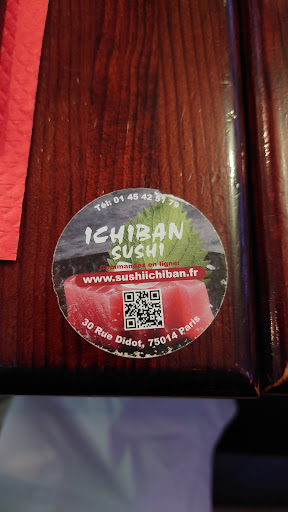 Tél: 01 45 42 51 79
ICHIBAN
SUSHI
Commandez en ligne:
www.sushiichiban.fr
30 Rue Didot, 75014 Paris